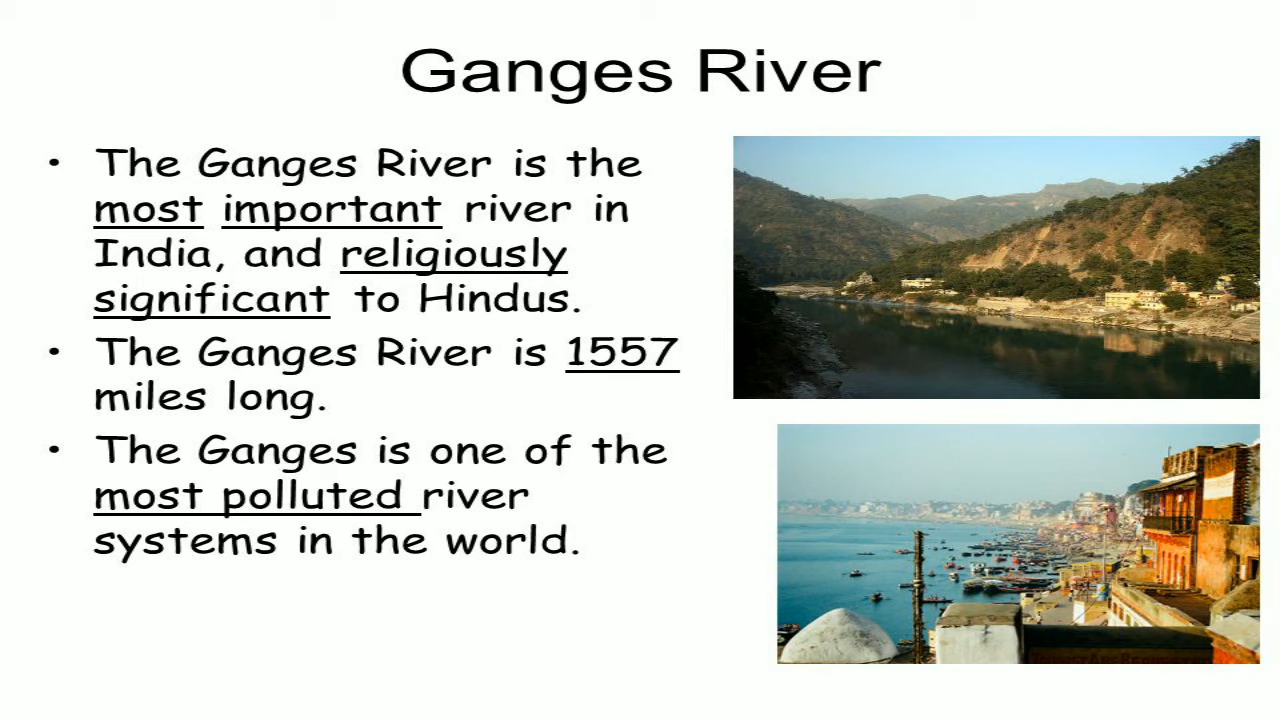 Ganges River
• The Ganges River is the
most important river in
India, and religiously
significant to Hindus.
• The Ganges River is 1557
miles long.
• The Ganges is one of the
most polluted river
systems in the world.